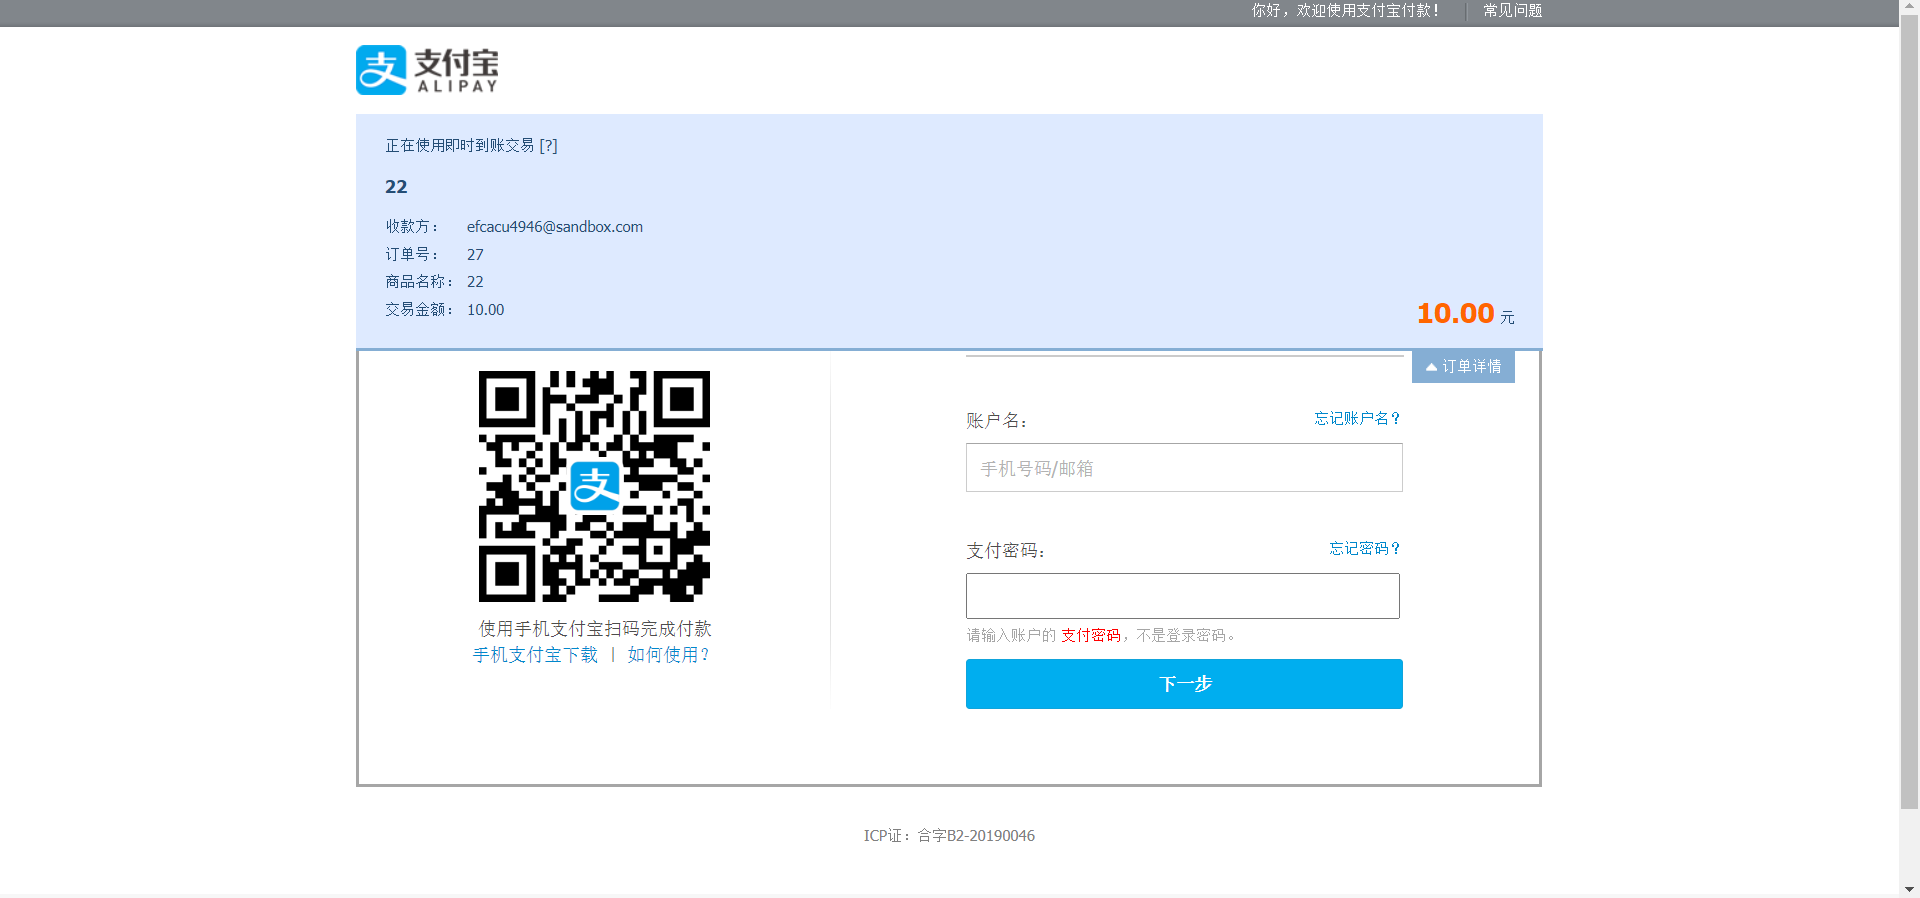 你好，欢迎使用支付宝付款！ 常见问题
支 支付宝
ALIPAY
正在使用即时到账交易 [?]
22
收款方： efcacu4946@sandbox.com
订单号： 27
商品名称： 22
交易金额： 10.00
10.00 元
订单详情
支
使用手机支付宝扫码完成付款
手机支付宝下载 | 如何使用？
账户名： 忘记账户名？
手机号码/邮箱
支付密码： 忘记密码？
请输入账户的 支付密码，不是登录密码。
下一步
ICP证：合字B2-20190046